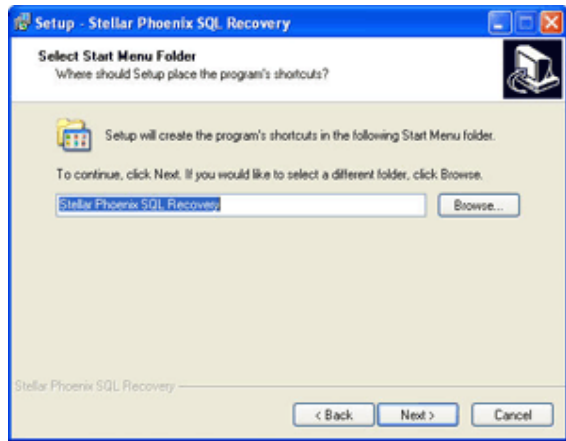 Setup - Stellar Phoenix SQL Recovery
Select Start Menu Folder
Where should Setup place the program's shortcuts?
Setup will create the program's shortcuts in the following Start Menu folder.
To continue, click Next. If you would like to select a different folder, click Browse.
Stellar Phoenix SQL Recovery
Browse...
Stellar Phoenix SQL Recovery
< Back
Next >
Cancel